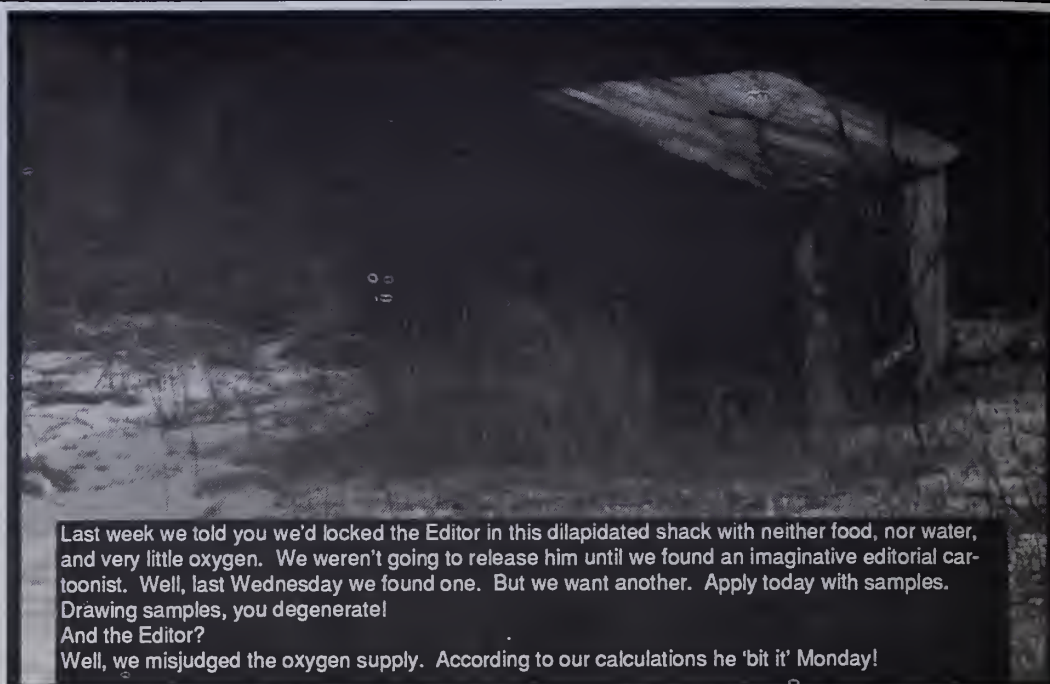 Last week we told you we'd locked the Editor in this dilapidated shack with neither food, nor water,
and very little oxygen. We weren't going to release him until we found an imaginative editorial car-
toonist. Well, last Wednesday we found one. But we want another. Apply today with samples.
Drawing samples, you degenerate!
And the Editor?
Well, we misjudged the oxygen supply. According to our calculations he 'bit it' Monday!